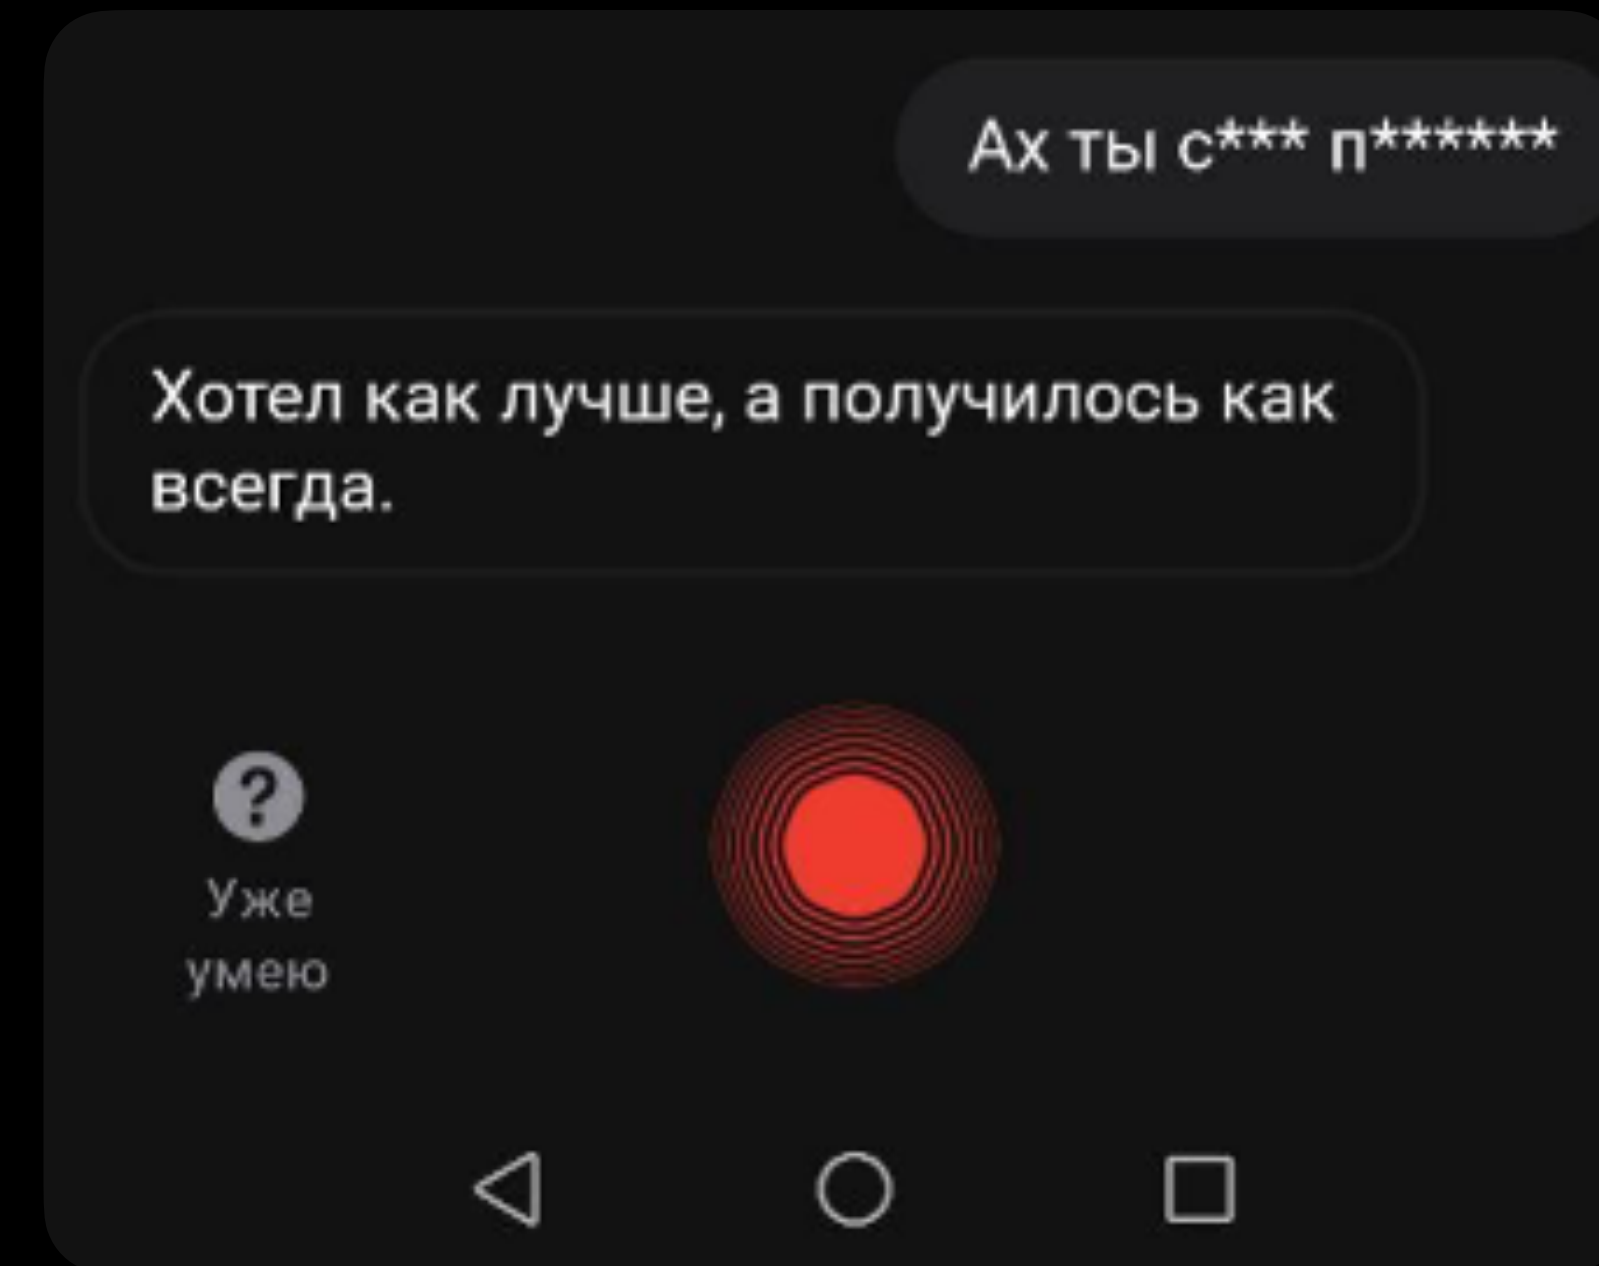 Ах ты с*** п******
Хотел как лучше, а получилось как
всегда.
?
Уже
умею